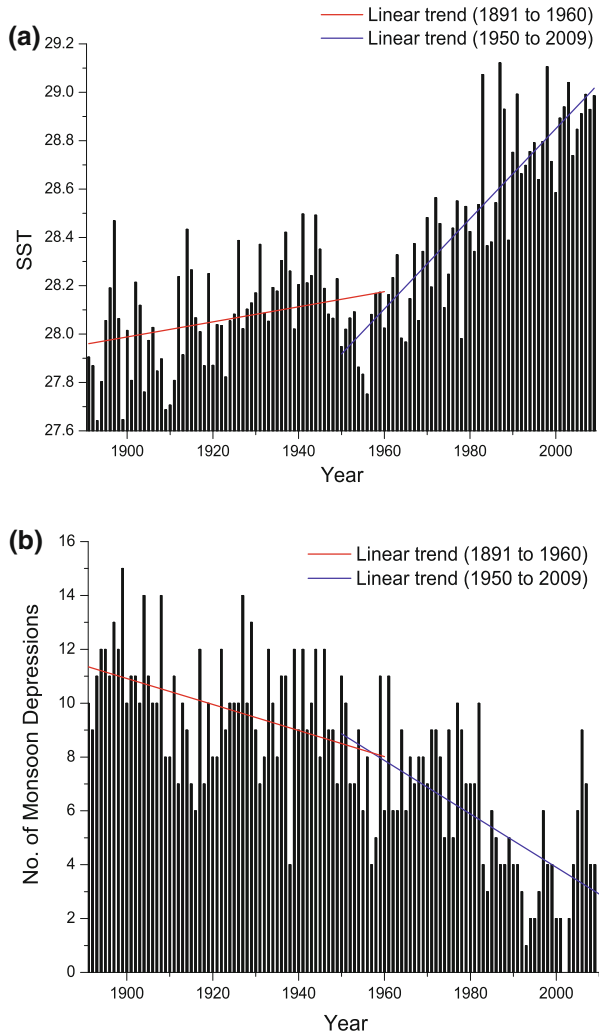 (a)
Linear trend (1891 to 1960)
Linear trend (1950 to 2009)
29.2
29.0
28.8
28.6
28.4
28.2
28.0
27.8
27.6
SST
1900 1920 1940 1960 1980 2000
Year
(b)
Linear trend (1891 to 1960)
Linear trend (1950 to 2009)
16
14
12
10
8
6
4
2
0
No. of Monsoon Depressions
1900 1920 1940 1960 1980 2000
Year